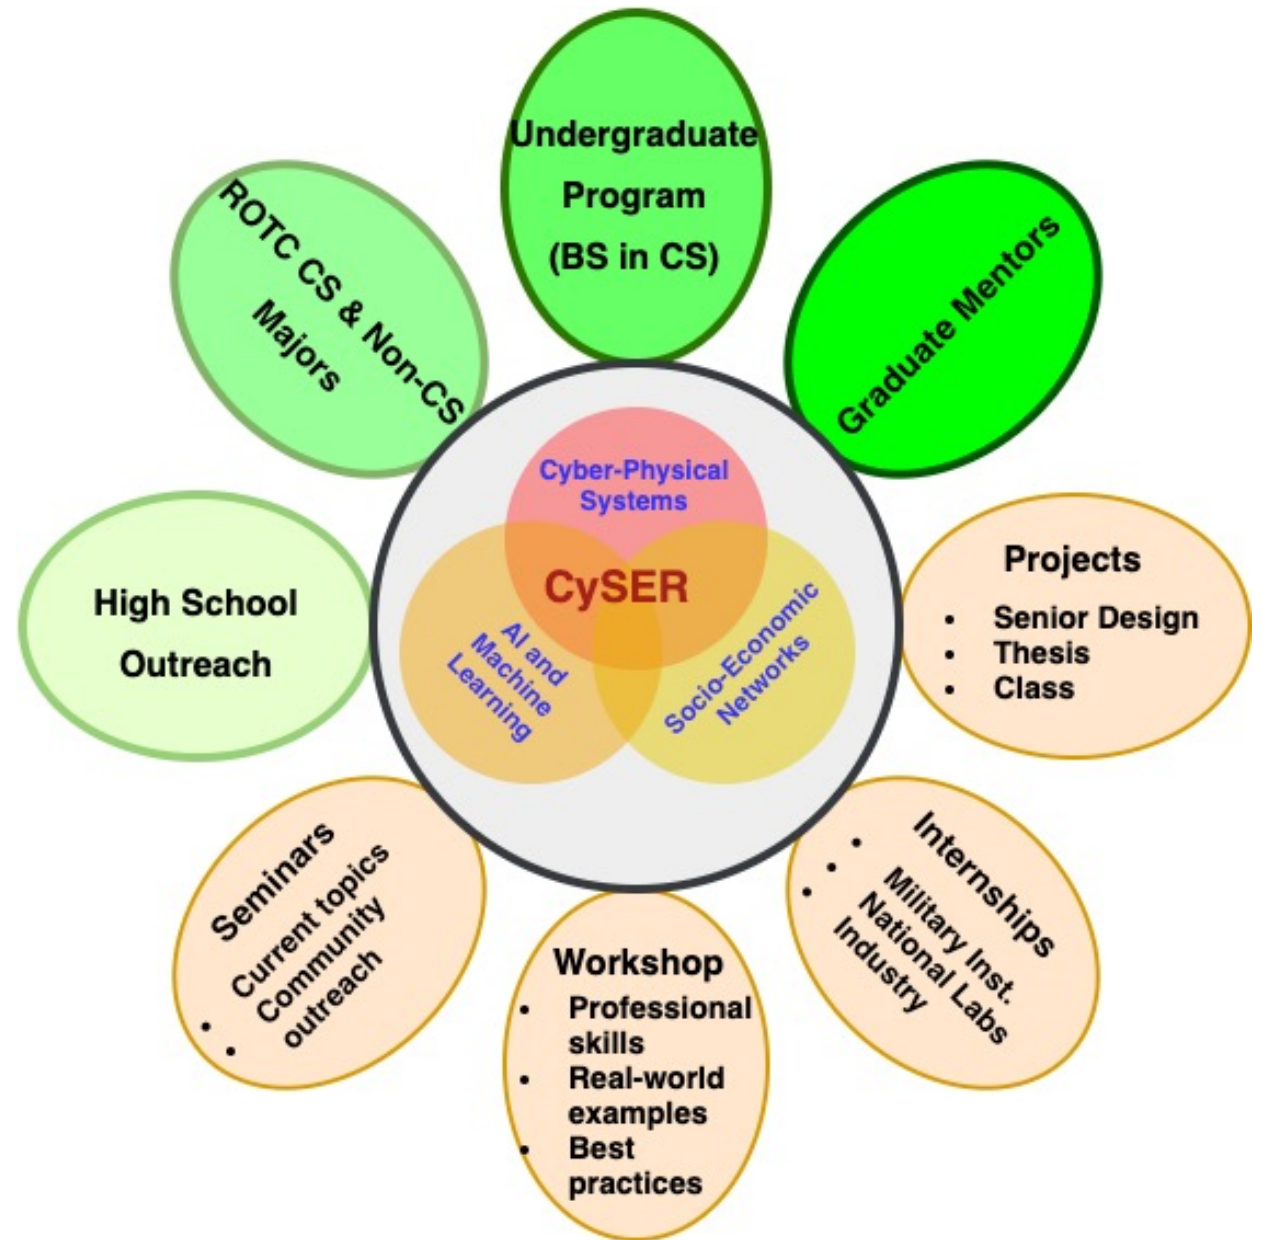 Undergraduate
Program
(BS in CS)
ROTC CS & Non-CS
Majors
Graduate Mentors
High School
Outreach
Cyber-Physical
Systems
CySER
AI and
Machine
Learning
Socio-Economic
Networks
Projects
• Senior Design
• Thesis
• Class
Seminars
• Current topics
• Community
outreach
Workshop
• Professional
skills
• Real-world
examples
• Best
practices
Internships
• Military Inst.
• National Labs
• Industry